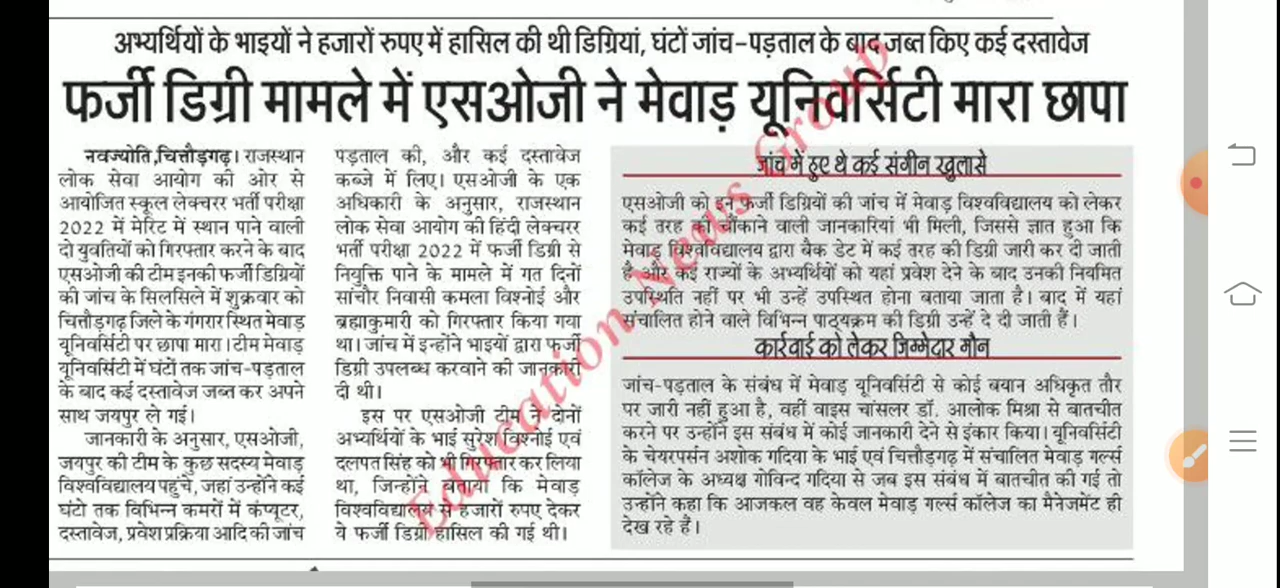 अभ्यर्थियों के भाइयों ने हजारों रुपए में हासिल की थी डिग्रियां, घंटों जांच-पड़ताल के बाद जब्त किए कई दस्तावेज
फर्जी डिग्री मामले में एसओजी ने मेवाड़ यूनिवर्सिटी मारा छापा
नवज्योति,चित्तौड़गढ़। राजस्थान
लोक सेवा आयोग की ओर से
आयोजित स्कूल लेक्चरर भर्ती परीक्षा
2022 में मेरिट में स्थान पाने वाली
दो युवतियों को गिरफ्तार करने के बाद
एसओजी की टीम इनकी फर्जी डिग्रियों
की जांच के सिलसिले में शुक्रवार को
चित्तौड़गढ़ जिले के गंगरार स्थित मेवाड़
यूनिवर्सिटी पर छापा मारा। टीम मेवाड़
यूनिवर्सिटी में घंटों तक जांच-पड़ताल
के बाद कई दस्तावेज जब्त कर अपने
साथ जयपुर ले गई।
जानकारी के अनुसार, एसओजी,
जयपुर की टीम के कुछ सदस्य मेवाड़
विश्वविद्यालय पहुंचे, जहां उन्होंने कई
घंटो तक विभिन्न कमरों में कंप्यूटर,
दस्तावेज, प्रवेश प्रक्रिया आदि की जांच
पड़ताल की, और कई दस्तावेज
कब्जे में लिए। एसओजी के एक
अधिकारी के अनुसार, राजस्थान
लोक सेवा आयोग की हिंदी लेक्चरर
भर्ती परीक्षा 2022 में फर्जी डिग्री से
नियुक्ति पाने के मामले में गत दिनों
सांचौर निवासी कमला विश्नोई और
ब्रह्माकुमारी को गिरफ्तार किया गया
था। जांच में इन्होंने भाइयों द्वारा फर्जी
डिग्री उपलब्ध करवाने की जानकारी
दी थी।
इस पर एसओजी टीम ने दोनों
अभ्यर्थियों के भाई सुरेश विश्नोई एवं
दलपत सिंह को भी गिरफ्तार कर लिया
था, जिन्होंने बताया कि मेवाड़
विश्वविद्यालय से हजारों रुपए देकर
ये फर्जी डिग्री हासिल की गई थी।
जांच में हुए थे कई संगीन खुलासे
एसओजी को इन फर्जी डिग्रियों की जांच में मेवाड़ विश्वविद्यालय को लेकर
कई तरह की चौंकाने वाली जानकारियां भी मिली, जिससे ज्ञात हुआ कि
मेवाड़ विश्वविद्यालय द्वारा बैक डेट में कई तरह की डिग्री जारी कर दी जाती
है और कई राज्यों के अभ्यर्थियों को यहां प्रवेश देने के बाद उनकी नियमित
उपस्थिति नहीं पर भी उन्हें उपस्थित होना बताया जाता है। बाद में यहां
संचालित होने वाले विभिन्न पाठ्यक्रम की डिग्री उन्हें दे दी जाती हैं।
कार्रवाई को लेकर जिम्मेदार मौन
जांच-पड़ताल के संबंध में मेवाड़ यूनिवर्सिटी से कोई बयान अधिकृत तौर
पर जारी नहीं हुआ है, वहीं वाइस चांसलर डॉ. आलोक मिश्रा से बातचीत
करने पर उन्होंने इस संबंध में कोई जानकारी देने से इंकार किया। यूनिवर्सिटी
के चेयरपर्सन अशोक गदिया के भाई एवं चित्तौड़गढ़ में संचालित मेवाड़ गर्ल्स
कॉलेज के अध्यक्ष गोविन्द गदिया से जब इस संबंध में बातचीत की गई तो
उन्होंने कहा कि आजकल वह केवल मेवाड़ गर्ल्स कॉलेज का मैनेजमेंट ही
देख रहे हैं।
Education News Group